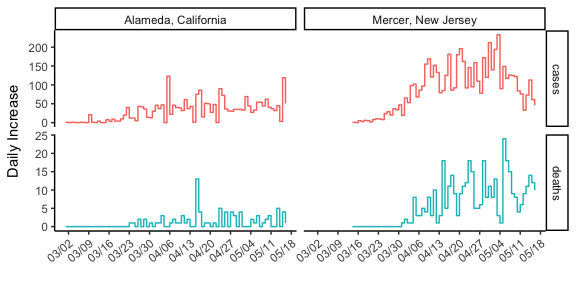 Alameda, California
Mercer, New Jersey
Daily Increase
200
150
100
50
0
cases
25
20
15
10
5
0
deaths
03/02 03/09 03/16 03/23 03/30 04/06 04/13 04/20 04/27 05/04 05/11 05/18
03/02 03/09 03/16 03/23 03/30 04/06 04/13 04/20 04/27 05/04 05/11 05/18